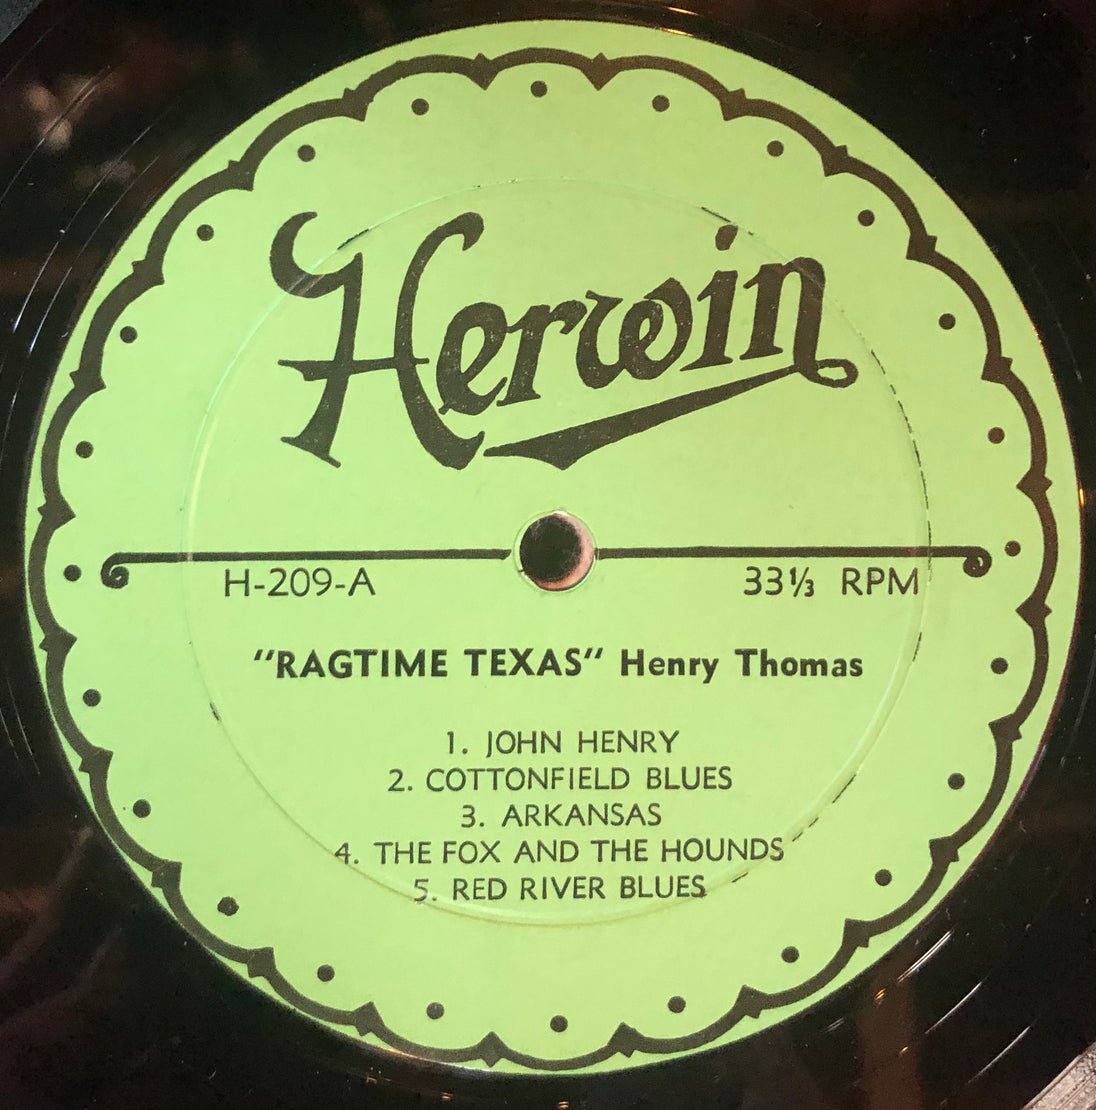 Herwin
H-209-A 33⅓ RPM
"RAGTIME TEXAS" Henry Thomas
1. JOHN HENRY
2. COTTONFIELD BLUES
3. ARKANSAS
4. THE FOX AND THE HOUNDS
5. RED RIVER BLUES